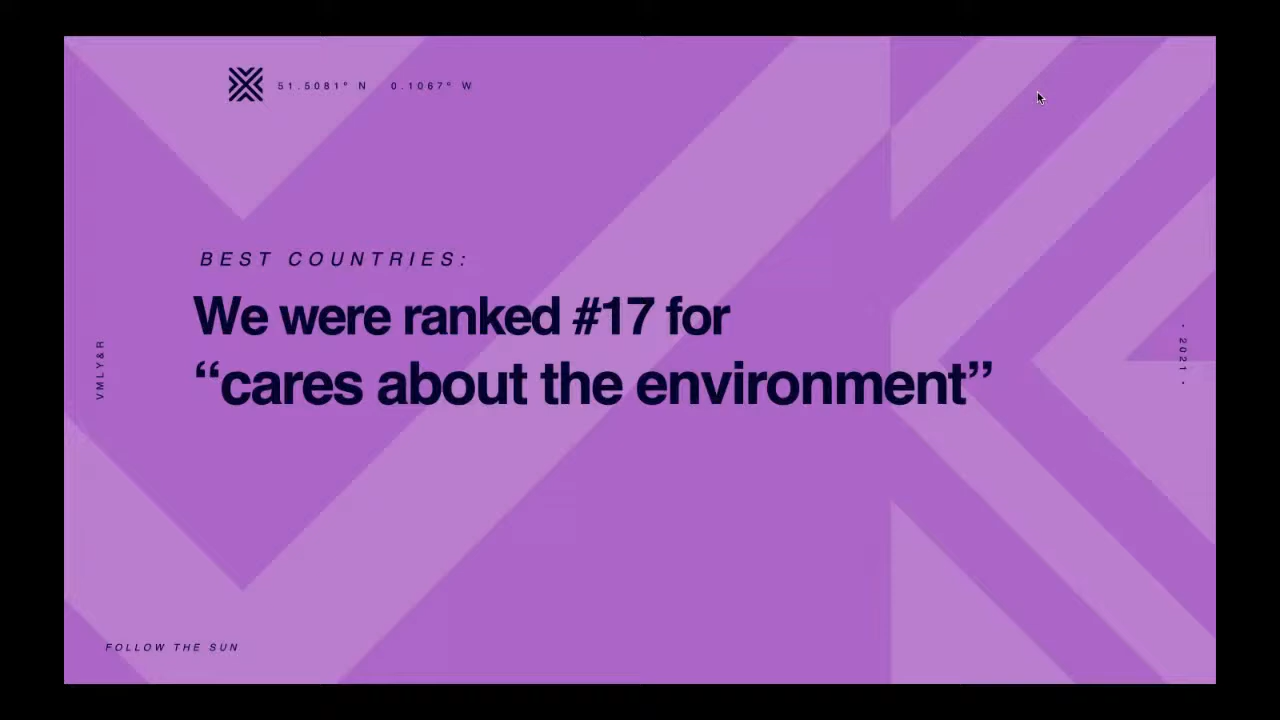 51.5081° N 0.1067° W
BEST COUNTRIES:
We were ranked #17 for
“cares about the environment”
VMLY&R
• 2021 •
FOLLOW THE SUN